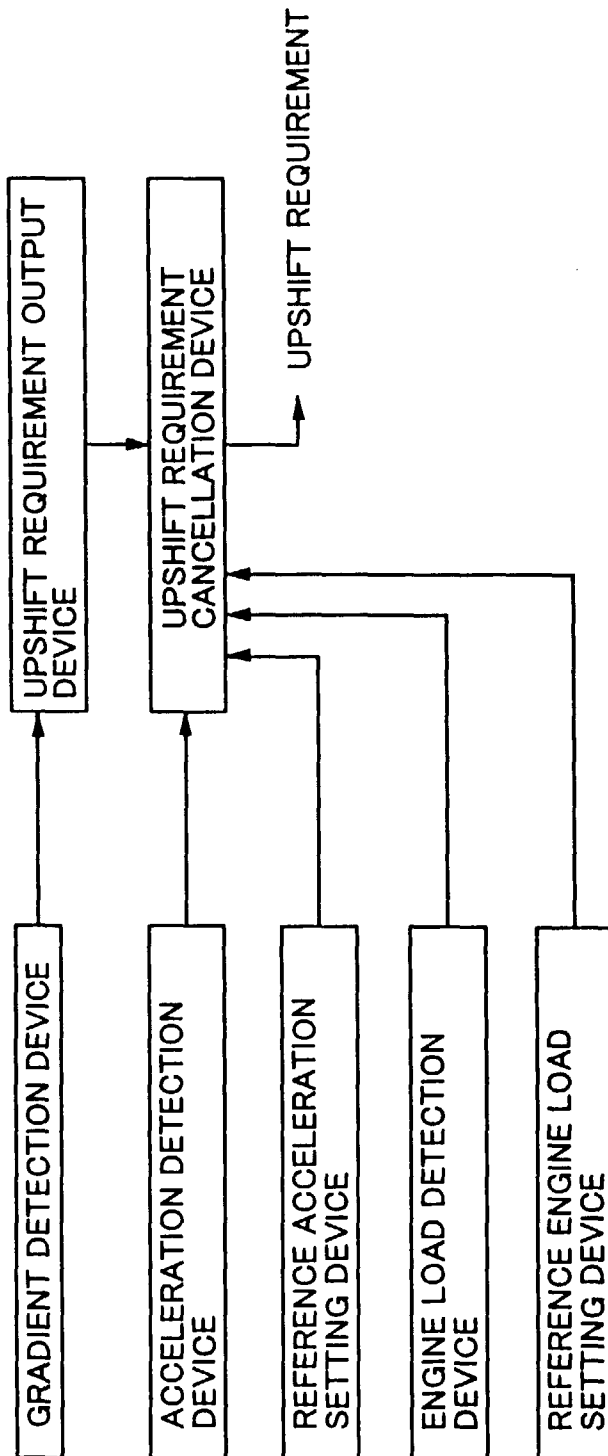 GRADIENT DETECTION DEVICE
UPSHIFT REQUIREMENT OUTPUT
DEVICE
ACCELERATION DETECTION
DEVICE
UPSHIFT REQUIREMENT
CANCELLATION DEVICE
UPSHIFT REQUIREMENT
REFERENCE ACCELERATION
SETTING DEVICE
ENGINE LOAD DETECTION
DEVICE
REFERENCE ENGINE LOAD
SETTING DEVICE